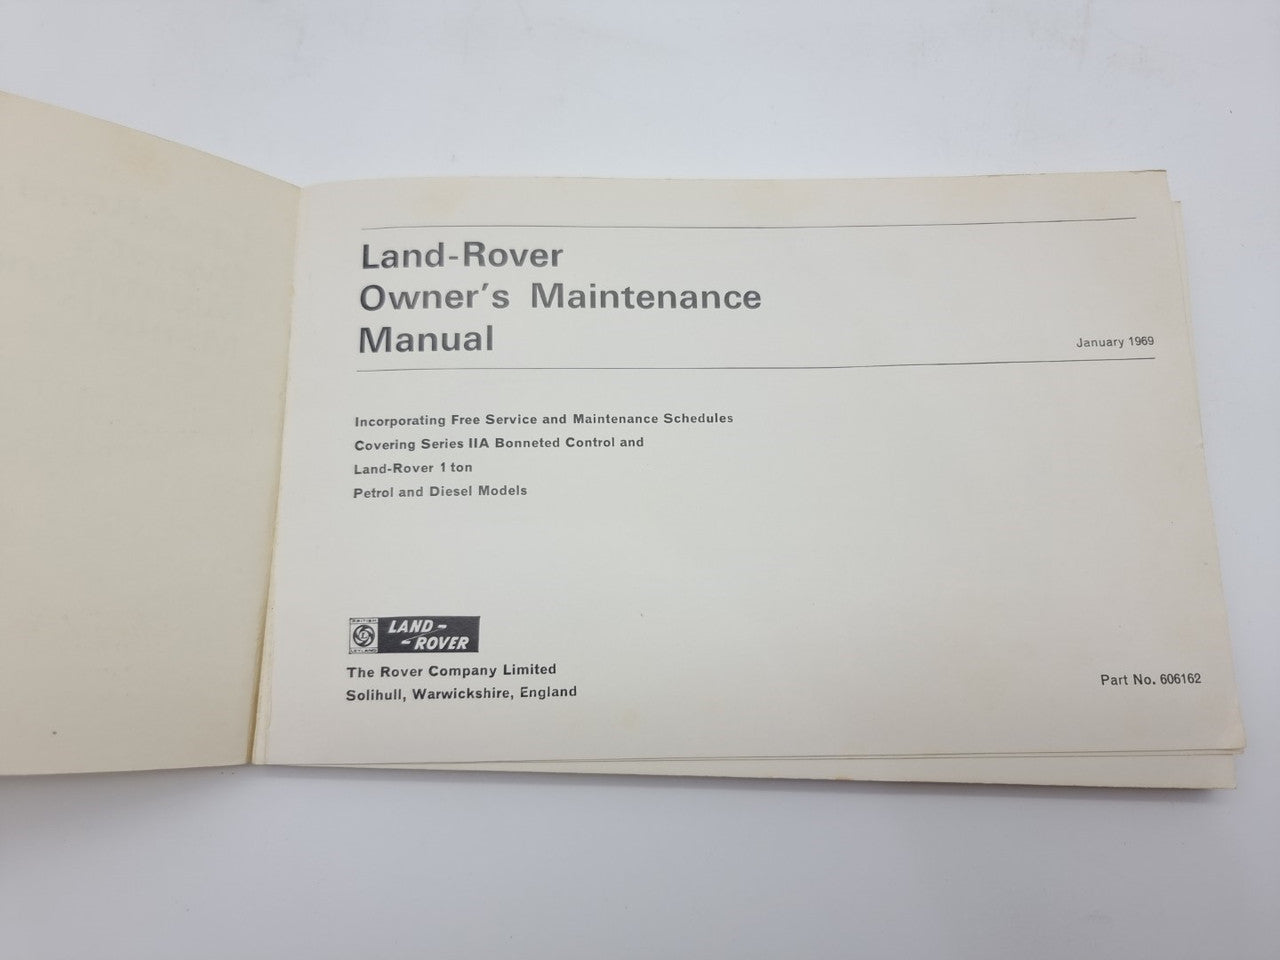 Land-Rover
Owner's Maintenance
Manual
January 1969
Incorporating Free Service and Maintenance Schedules
Covering Series IIA Bonneted Control and
Land-Rover 1 ton
Petrol and Diesel Models
BRITISH
LEYLAND
LAND-
-ROVER
The Rover Company Limited
Solihull, Warwickshire, England
Part No. 606162